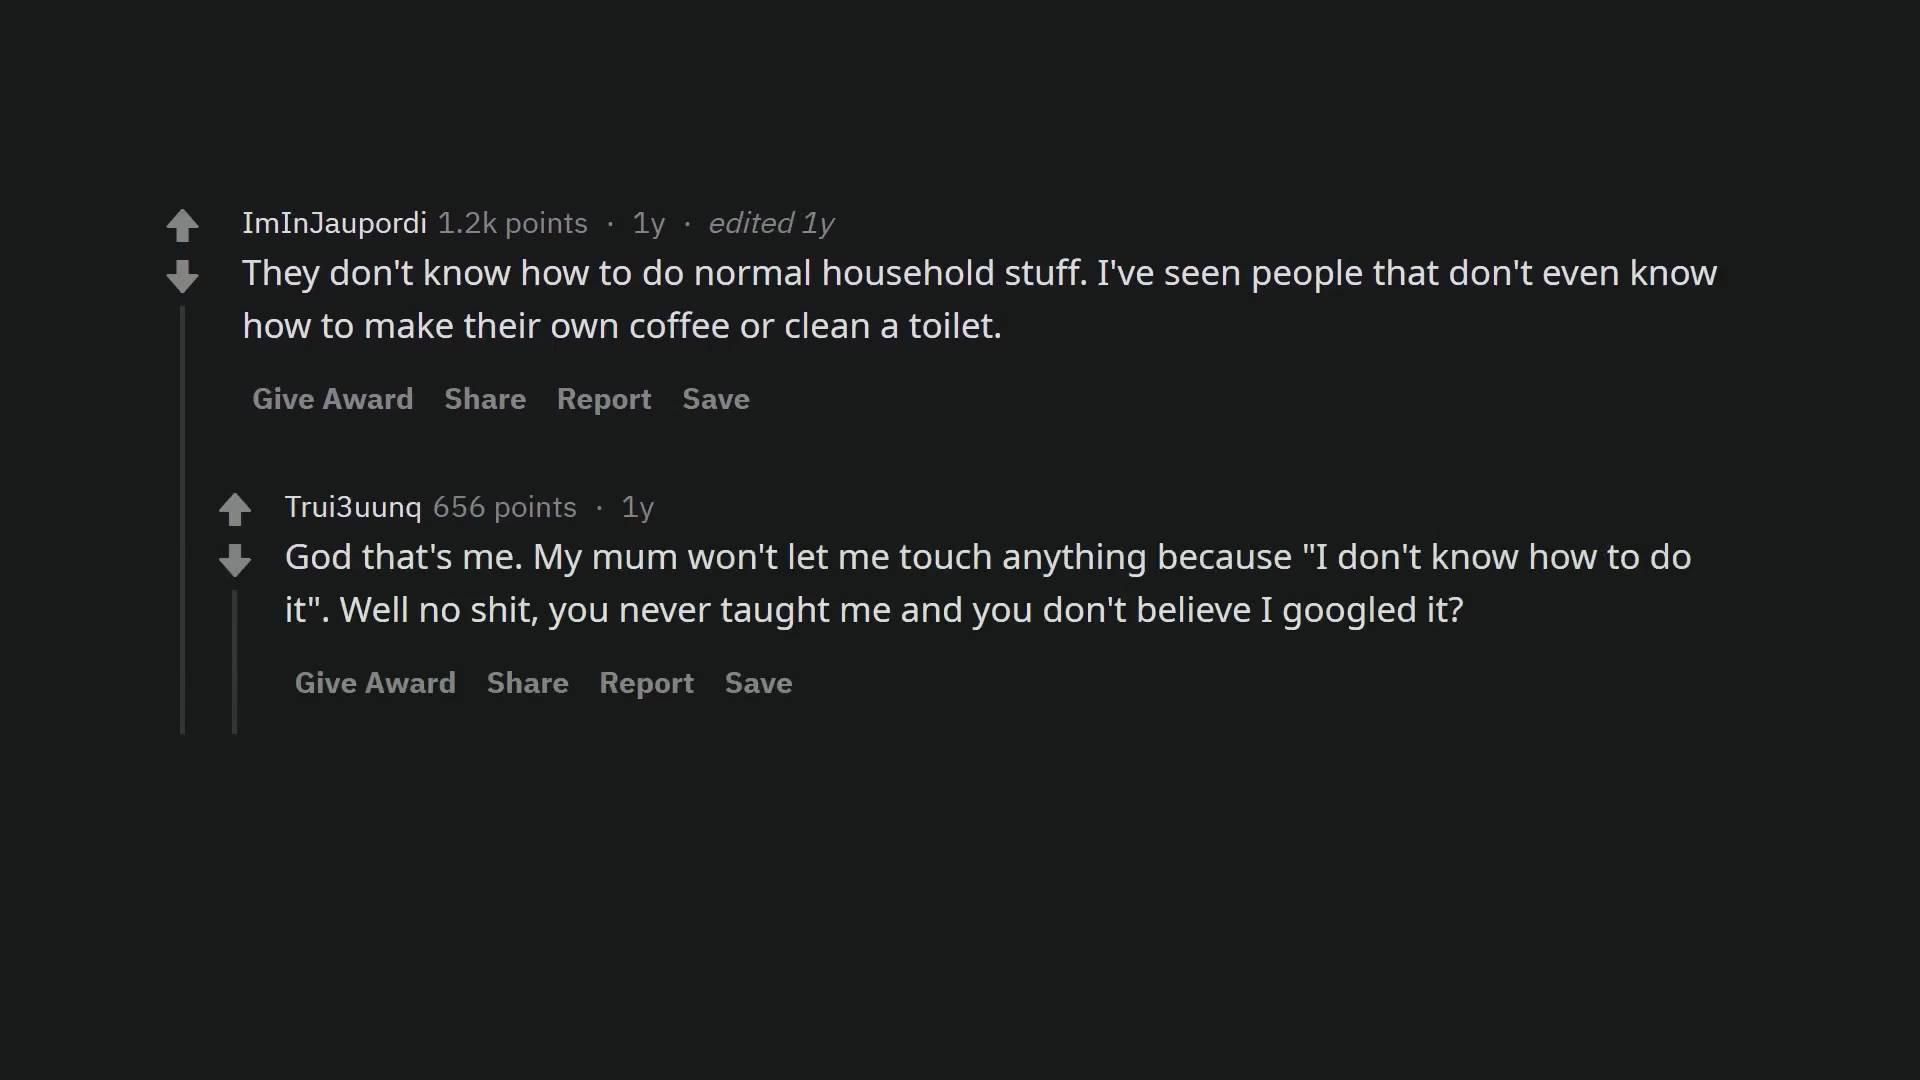 ImInJaupordi 1.2k points · 1y · edited 1y
They don't know how to do normal household stuff. I've seen people that don't even know
how to make their own coffee or clean a toilet.
Give Award Share Report Save
Trui3uunq 656 points · 1y
God that's me. My mum won't let me touch anything because "I don't know how to do
it". Well no shit, you never taught me and you don't believe I googled it?
Give Award Share Report Save